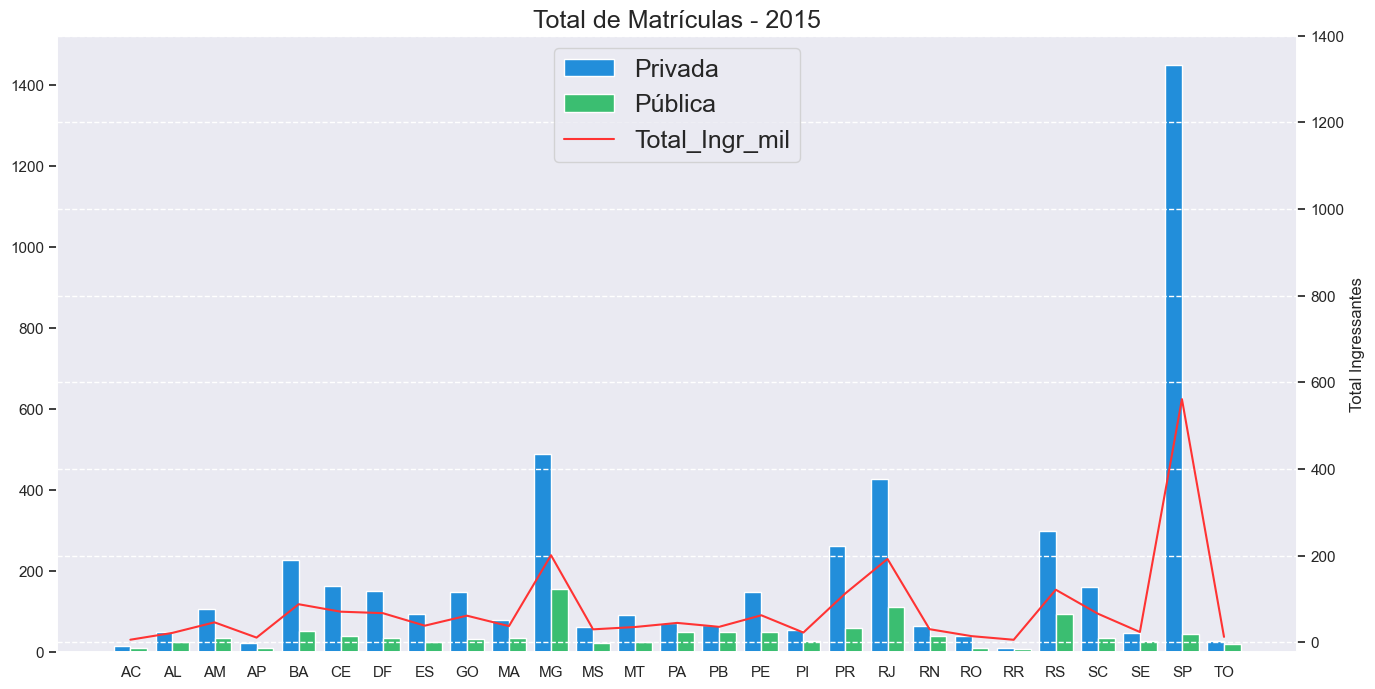 Total de Matrículas - 2015
Privada
Pública
Total_Ingr_mil
1400
1200
1000
800
600
400
200
0
1400
1200
1000
800
600
400
200
0
Total Ingressantes
AC AL AM AP BA CE DF ES GO MA MG MS MT PA PB PE PI PR RJ RN RO RR RS SC SE SP TO